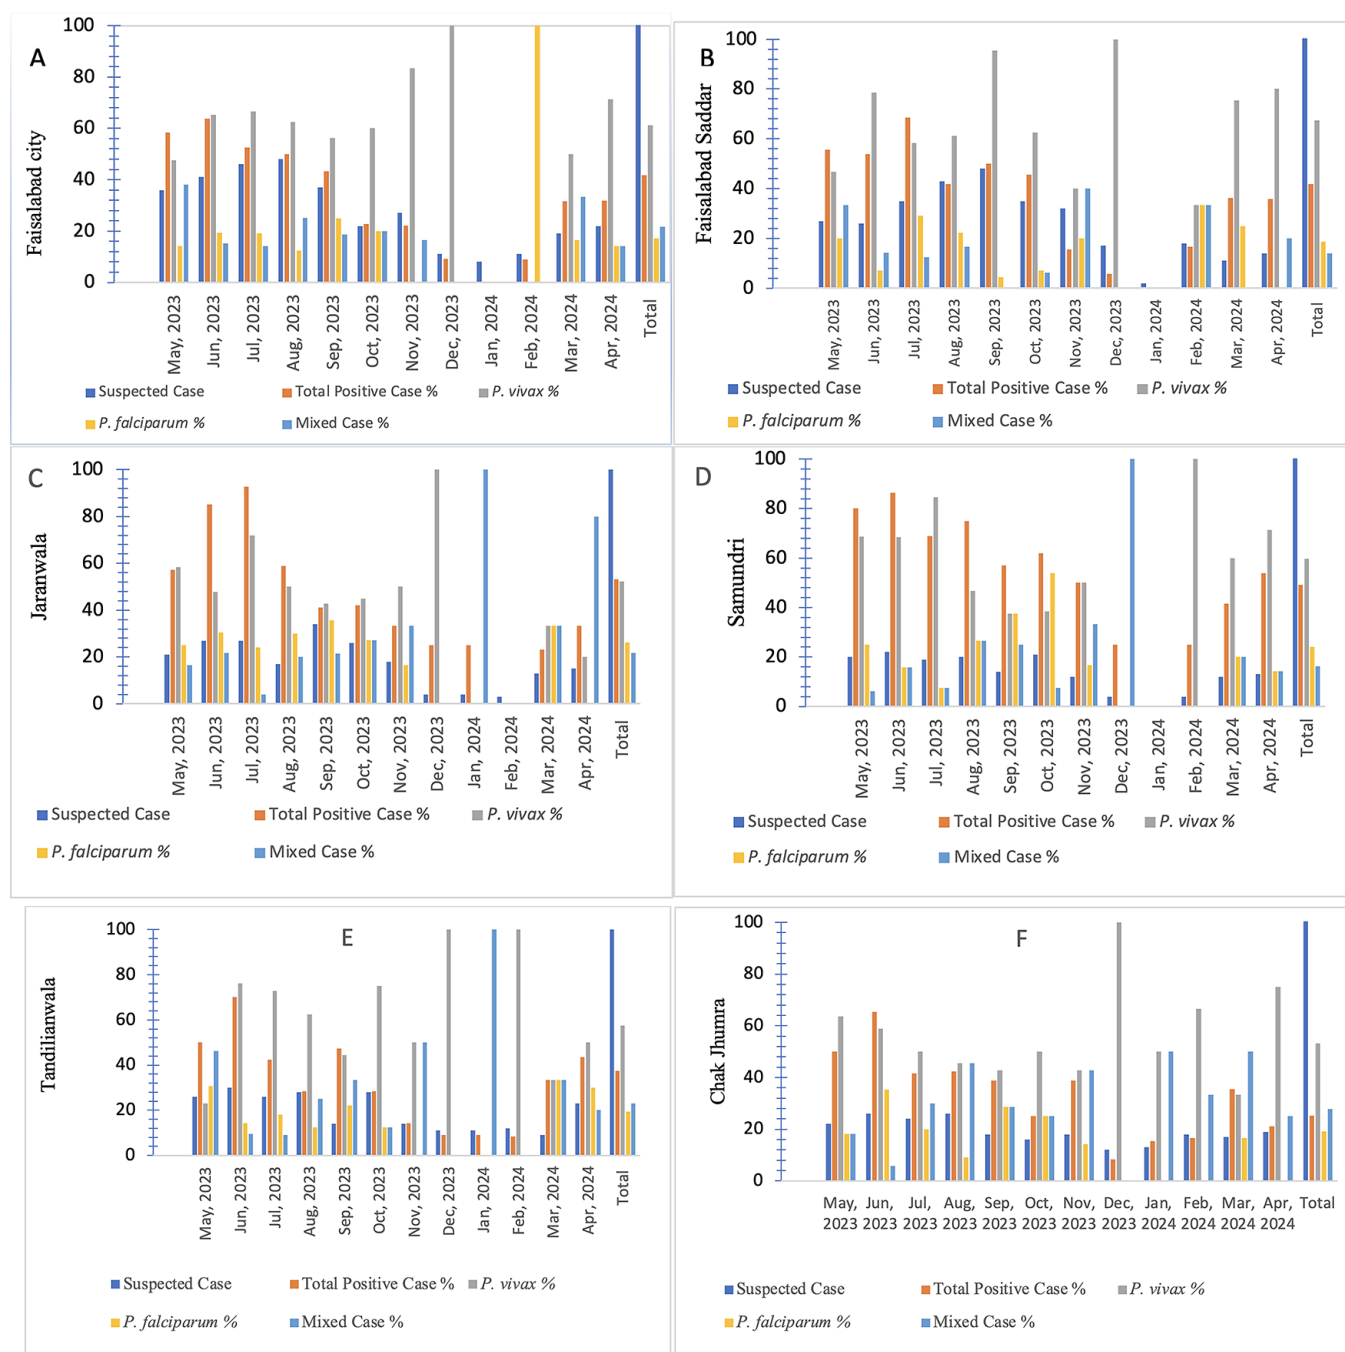 A
Faisalabad city
100
80
60
40
20
0
May, 2023
Jun, 2023
Jul, 2023
Aug, 2023
Sep, 2023
Oct, 2023
Nov, 2023
Dec, 2023
Jan, 2024
Feb, 2024
Mar, 2024
Apr, 2024
Total
Suspected Case
Total Positive Case %
P. vivax %
P. falciparum %
Mixed Case %
B
Faisalabad Saddar
100
80
60
40
20
0
May, 2023
Jun, 2023
Jul, 2023
Aug, 2023
Sep, 2023
Oct, 2023
Nov, 2023
Dec, 2023
Jan, 2024
Feb, 2024
Mar, 2024
Apr, 2024
Total
Suspected Case
Total Positive Case %
P. vivax %
P. falciparum %
Mixed Case %
C
Jaranwala
100
80
60
40
20
0
May, 2023
Jun, 2023
Jul, 2023
Aug, 2023
Sep, 2023
Oct, 2023
Nov, 2023
Dec, 2023
Jan, 2024
Feb, 2024
Mar, 2024
Apr, 2024
Total
Suspected Case
Total Positive Case %
P. vivax %
P. falciparum %
Mixed Case %
D
Samundri
100
80
60
40
20
0
May, 2023
Jun, 2023
Jul, 2023
Aug, 2023
Sep, 2023
Oct, 2023
Nov, 2023
Dec, 2023
Jan, 2024
Feb, 2024
Mar, 2024
Apr, 2024
Total
Suspected Case
Total Positive Case %
P. vivax %
P. falciparum %
Mixed Case %
E
Tandilianwala
100
80
60
40
20
0
May, 2023
Jun, 2023
Jul, 2023
Aug, 2023
Sep, 2023
Oct, 2023
Nov, 2023
Dec, 2023
Jan, 2024
Feb, 2024
Mar, 2024
Apr, 2024
Total
Suspected Case
Total Positive Case %
P. vivax %
P. falciparum %
Mixed Case %
F
Chak Jhumra
100
80
60
40
20
0
May, Jun, Jul, Aug, Sep, Oct, Nov, Dec, Jan, Feb, Mar, Apr, Total
2023 2023 2023 2023 2023 2023 2023 2023 2024 2024 2024 2024
Suspected Case
Total Positive Case %
P. vivax %
P. falciparum %
Mixed Case %